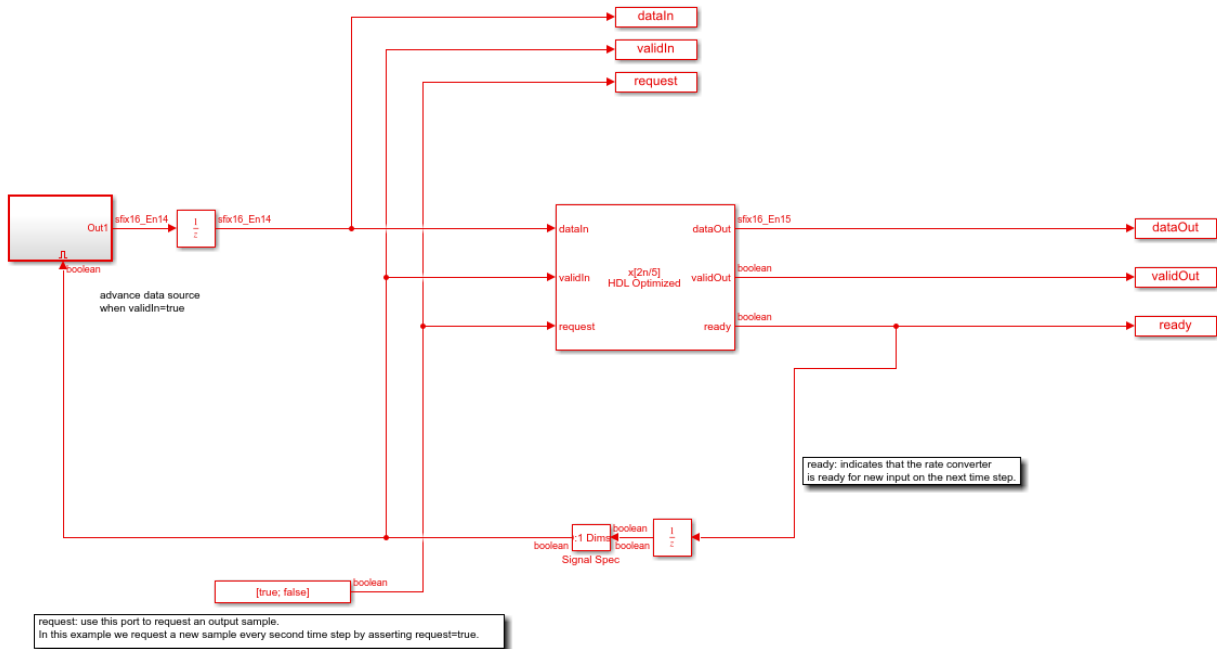 dataIn
validIn
request
Out1
sfix16_En14
1
z
sfix16_En14
boolean
advance data source
when validIn=true
dataIn
validIn
request
x[2n/5]
HDL Optimized
dataOut
validOut
ready
sfix16_En15
boolean
boolean
dataOut
validOut
ready
ready: indicates that the rate converter
is ready for new input on the next time step.
boolean
:1 Dims
boolean
boolean
1
z
Signal Spec
[true; false]
boolean
request: use this port to request an output sample.
In this example we request a new sample every second time step by asserting request=true.